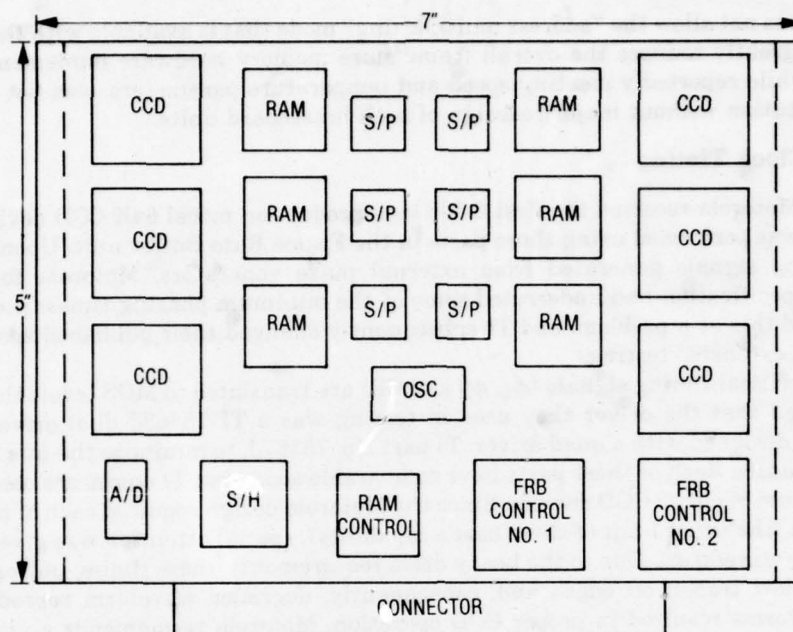 7"
CCD
RAM
S/P
S/P
RAM
CCD
CCD
RAM
S/P
S/P
RAM
CCD
5"
CCD
RAM
S/P
S/P
RAM
CCD
OSC
A/D
S/H
RAM
CONTROL
FRB
CONTROL
NO. 1
FRB
CONTROL
NO. 2
CONNECTOR